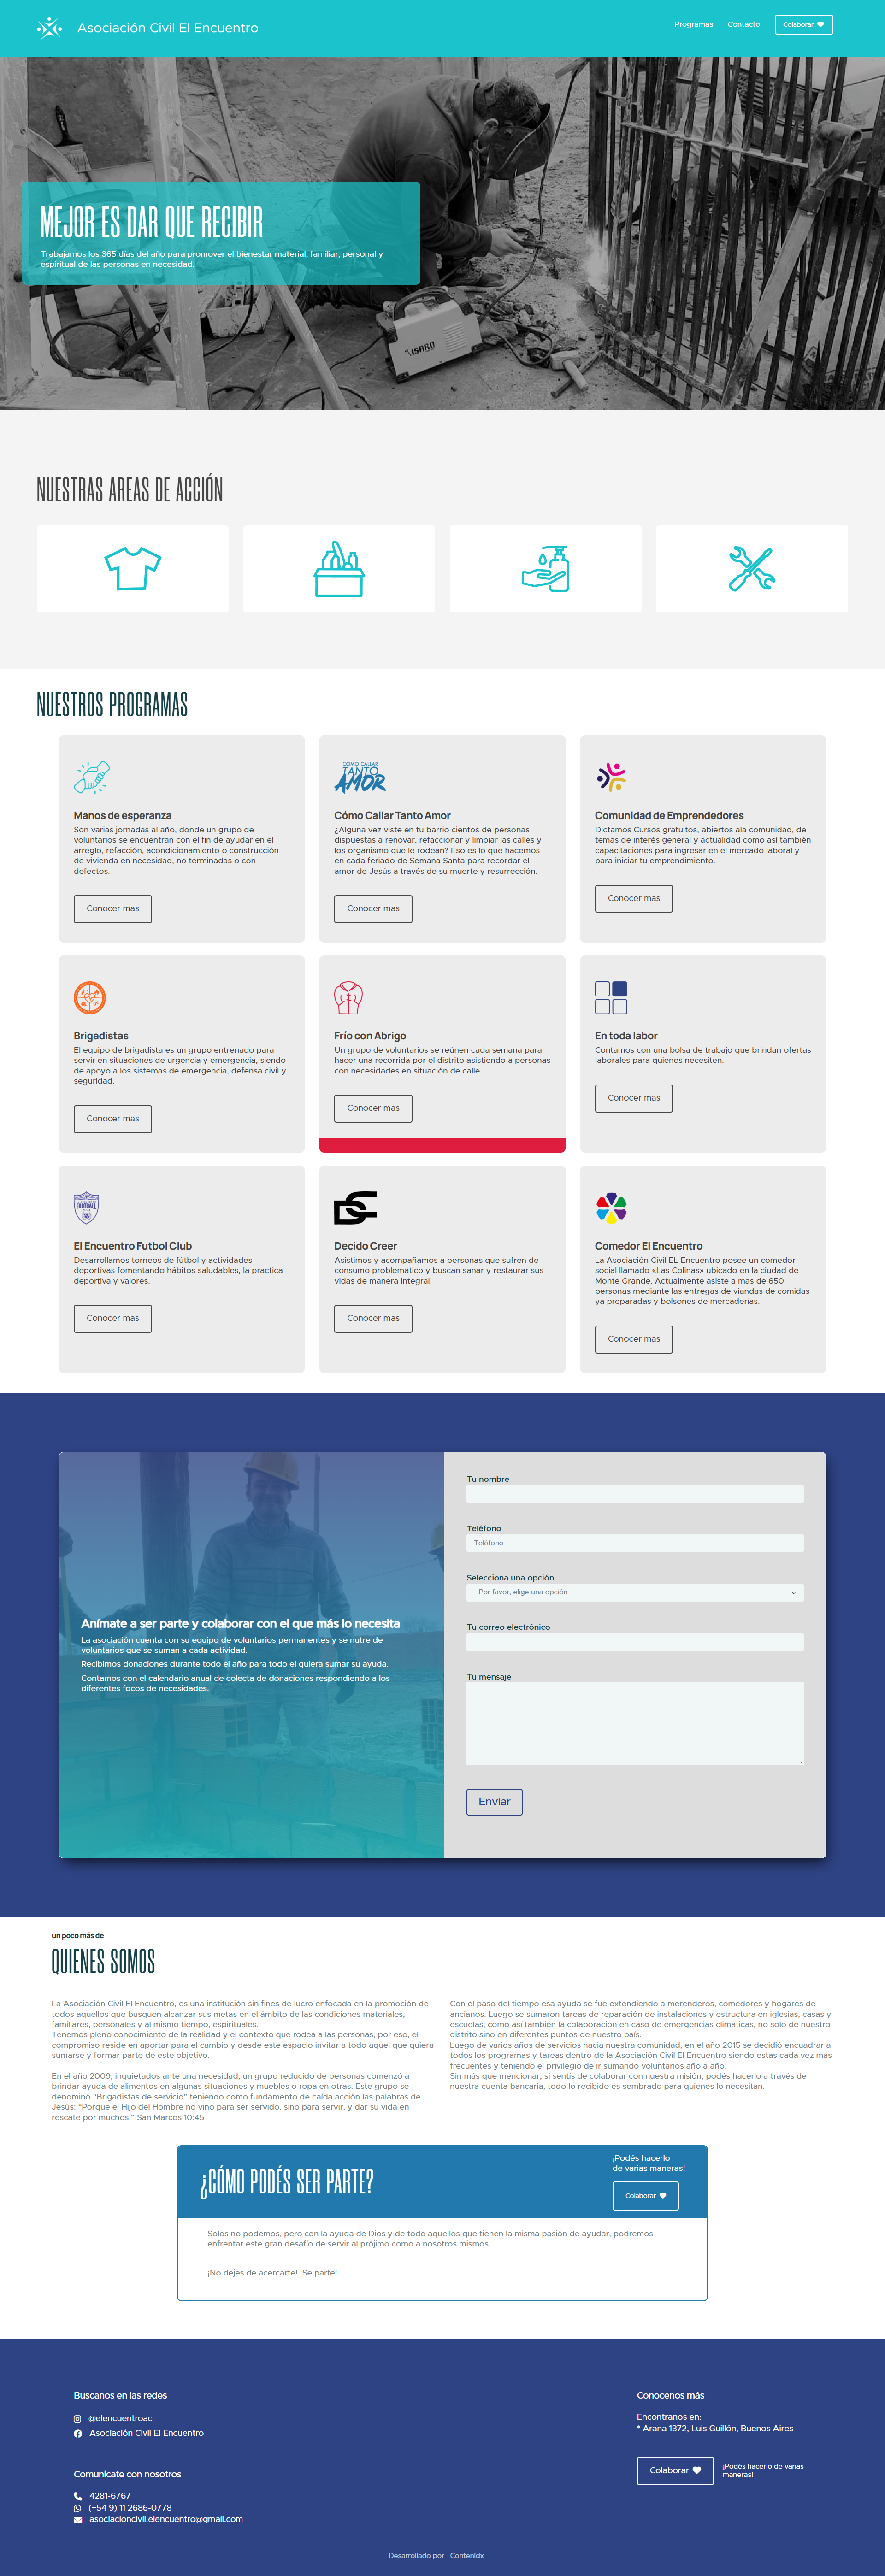 Asociación Civil El Encuentro
Programas
Contacto
Colaborar
MEJOR ES DAR QUE RECIBIR
Trabajamos los 365 días del año para promover el bienestar material, familiar, personal y
espiritual de las personas en necesidad.
NUESTRAS AREAS DE ACCIÓN
NUESTROS PROGRAMAS
Manos de esperanza
Son varias jornadas al año, donde un grupo de
voluntarios se encuentran con el fin de ayudar en el
arreglo, refacción, acondicionamiento o construcción
de vivienda en necesidad, no terminadas o con
defectos.
Conocer mas
CÓMO CALLAR
TANTO
AMOR
Cómo Callar Tanto Amor
¿Alguna vez viste en tu barrio cientos de personas
dispuestas a renovar, refaccionar y limpiar las calles y
los organismo que le rodean? Eso es lo que hacemos
en cada feriado de Semana Santa para recordar el
amor de Jesús a través de su muerte y resurrección.
Conocer mas
Comunidad de Emprendedores
Dictamos Cursos gratuitos, abiertos ala comunidad, de
temas de interés general y actualidad como así también
capacitaciones para ingresar en el mercado laboral y
para iniciar tu emprendimiento.
Conocer mas
Brigadistas
El equipo de brigadista es un grupo entrenado para
servir en situaciones de urgencia y emergencia, siendo
de apoyo a los sistemas de emergencia, defensa civil y
seguridad.
Conocer mas
Frío con Abrigo
Un grupo de voluntarios se reúnen cada semana para
hacer una recorrida por el distrito asistiendo a personas
con necesidades en situación de calle.
Conocer mas
En toda labor
Contamos con una bolsa de trabajo que brindan ofertas
laborales para quienes necesiten.
Conocer mas
FOOTBALL
El Encuentro Futbol Club
Desarrollamos torneos de fútbol y actividades
deportivas fomentando hábitos saludables, la practica
deportiva y valores.
Conocer mas
DC
Decido Creer
Asistimos y acompañamos a personas que sufren de
consumo problemático y buscan sanar y restaurar sus
vidas de manera integral.
Conocer mas
Comedor El Encuentro
La Asociación Civil EL Encuentro posee un comedor
social llamado «Las Colinas» ubicado en la ciudad de
Monte Grande. Actualmente asiste a mas de 650
personas mediante las entregas de viandas de comidas
ya preparadas y bolsones de mercaderías.
Conocer mas
Anímate a ser parte y colaborar con el que más lo necesita
La asociación cuenta con su equipo de voluntarios permanentes y se nutre de
voluntarios que se suman a cada actividad.
Recibimos donaciones durante todo el año para todo el quiera sumar su ayuda.
Contamos con el calendario anual de colecta de donaciones respondiendo a los
diferentes focos de necesidades.
Tu nombre
Teléfono
Teléfono
Selecciona una opción
—Por favor, elige una opción—
Tu correo electrónico
Tu mensaje
Enviar
un poco más de
QUIENES SOMOS
La Asociación Civil El Encuentro, es una institución sin fines de lucro enfocada en la promoción de
todos aquellos que busquen alcanzar sus metas en el ámbito de las condiciones materiales,
familiares, personales y al mismo tiempo, espirituales.
Tenemos pleno conocimiento de la realidad y el contexto que rodea a las personas, por eso, el
compromiso reside en aportar para el cambio y desde este espacio invitar a todo aquel que quiera
sumarse y formar parte de este objetivo.
En el año 2009, inquietados ante una necesidad, un grupo reducido de personas comenzó a
brindar ayuda de alimentos en algunas situaciones y muebles o ropa en otras. Este grupo se
denominó "Brigadistas de servicio" teniendo como fundamento de caída acción las palabras de
Jesús: "Porque el Hijo del Hombre no vino para ser servido, sino para servir, y dar su vida en
rescate por muchos." San Marcos 10:45
Con el paso del tiempo esa ayuda se fue extendiendo a merenderos, comedores y hogares de
ancianos. Luego se sumaron tareas de reparación de instalaciones y estructuras en iglesias, casas y
escuelas; como así también la colaboración en caso de emergencias climáticas, no solo de nuestro
distrito sino en diferentes puntos de nuestro país.
Luego de varios años de servicios hacia nuestra comunidad, en el año 2015 se decidió encuadrar a
todos los programas y tareas dentro de la Asociación Civil El Encuentro siendo estas cada vez más
frecuentes y teniendo el privilegio de ir sumando voluntarios año a año.
Sin más que mencionar, si sentís de colaborar con nuestra misión, podés hacerlo a través de
nuestra cuenta bancaria, todo lo recibido es sembrado para quienes lo necesitan.
¿CÓMO PODÉS SER PARTE?
¡Podés hacerlo
de varias maneras!
Colaborar
Solos no podemos, pero con la ayuda de Dios y de todo aquellos que tienen la misma pasión de ayudar, podremos
enfrentar este gran desafío de servir al prójimo como a nosotros mismos.
¡No dejes de acercarte! ¡Se parte!
Buscanos en las redes
@elencuentroac
Asociación Civil El Encuentro
Comunicate con nosotros
4281-6767
(+54 9) 11 2686-0778
asociacioncivil.elencuentro@gmail.com
Conocenos más
Encontranos en:
* Arana 1372, Luis Guillón, Buenos Aires
Colaborar
¡Podés hacerlo de varias
maneras!
Desarrollado por Contenidx